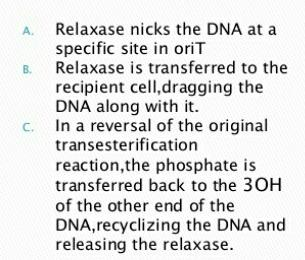 A. Relaxase nicks the DNA at a
specific site in oriT
B. Relaxase is transferred to the
recipient cell,dragging the
DNA along with it.
C. In a reversal of the original
transesterification
reaction,the phosphate is
transferred back to the 3OH
of the other end of the
DNA,recyclizing the DNA and
releasing the relaxase.